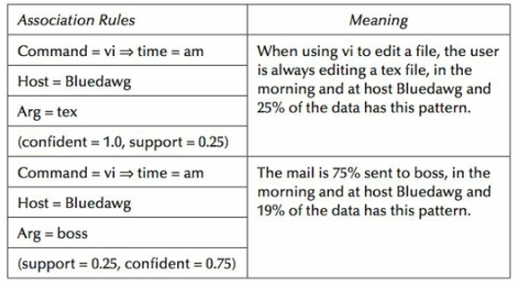 Association Rules
Meaning
Command = vi ⇒ time = am
Host = Bluedawg
Arg = tex
(confident = 1.0, support = 0.25)
When using vi to edit a file, the user
is always editing a tex file, in the
morning and at host Bluedawg and
25% of the data has this pattern.
Command = vi ⇒ time = am
Host = Bluedawg
Arg = boss
(support = 0.25, confident = 0.75)
The mail is 75% sent to boss, in the
morning and at host Bluedawg and
19% of the data has this pattern.